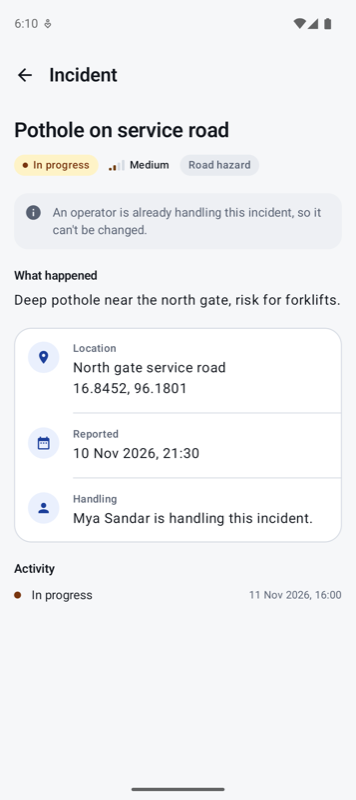 6:10
Incident
Pothole on service road
In progress
Medium
Road hazard
An operator is already handling this incident, so it
can't be changed.
What happened
Deep pothole near the north gate, risk for forklifts.
Location
North gate service road
16.8452, 96.1801
Reported
10 Nov 2026, 21:30
Handling
Mya Sandar is handling this incident.
Activity
In progress
11 Nov 2026, 16:00